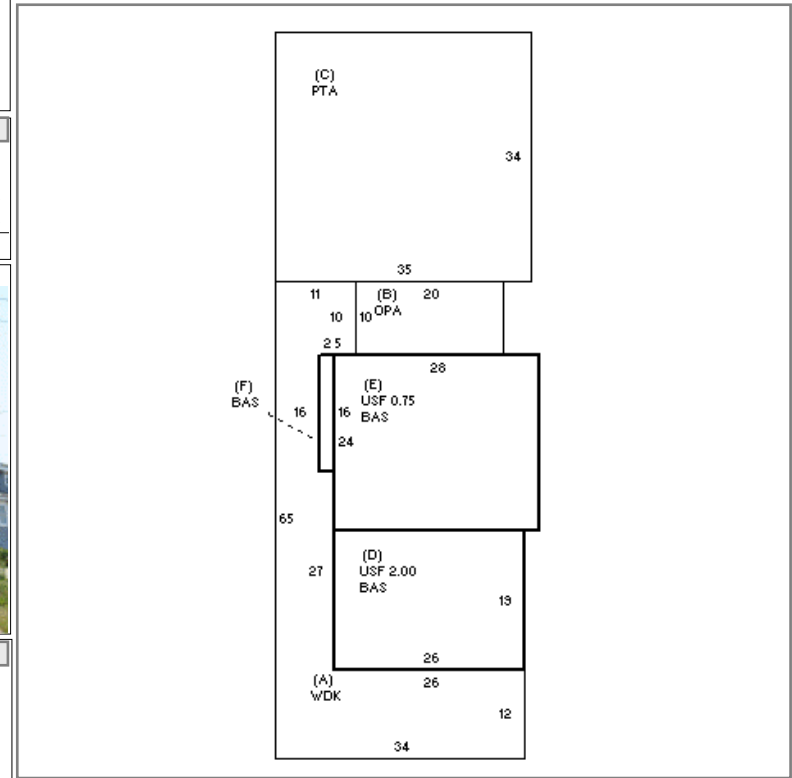 (C)
PTA
34
35
11
(B)
20
10
10
OPA
2 5
28
(F)
BAS
(E)
USF 0.75
BAS
16
16
24
65
27
(D)
USF 2.00
BAS
19
26
(A)
WDK
26
12
34